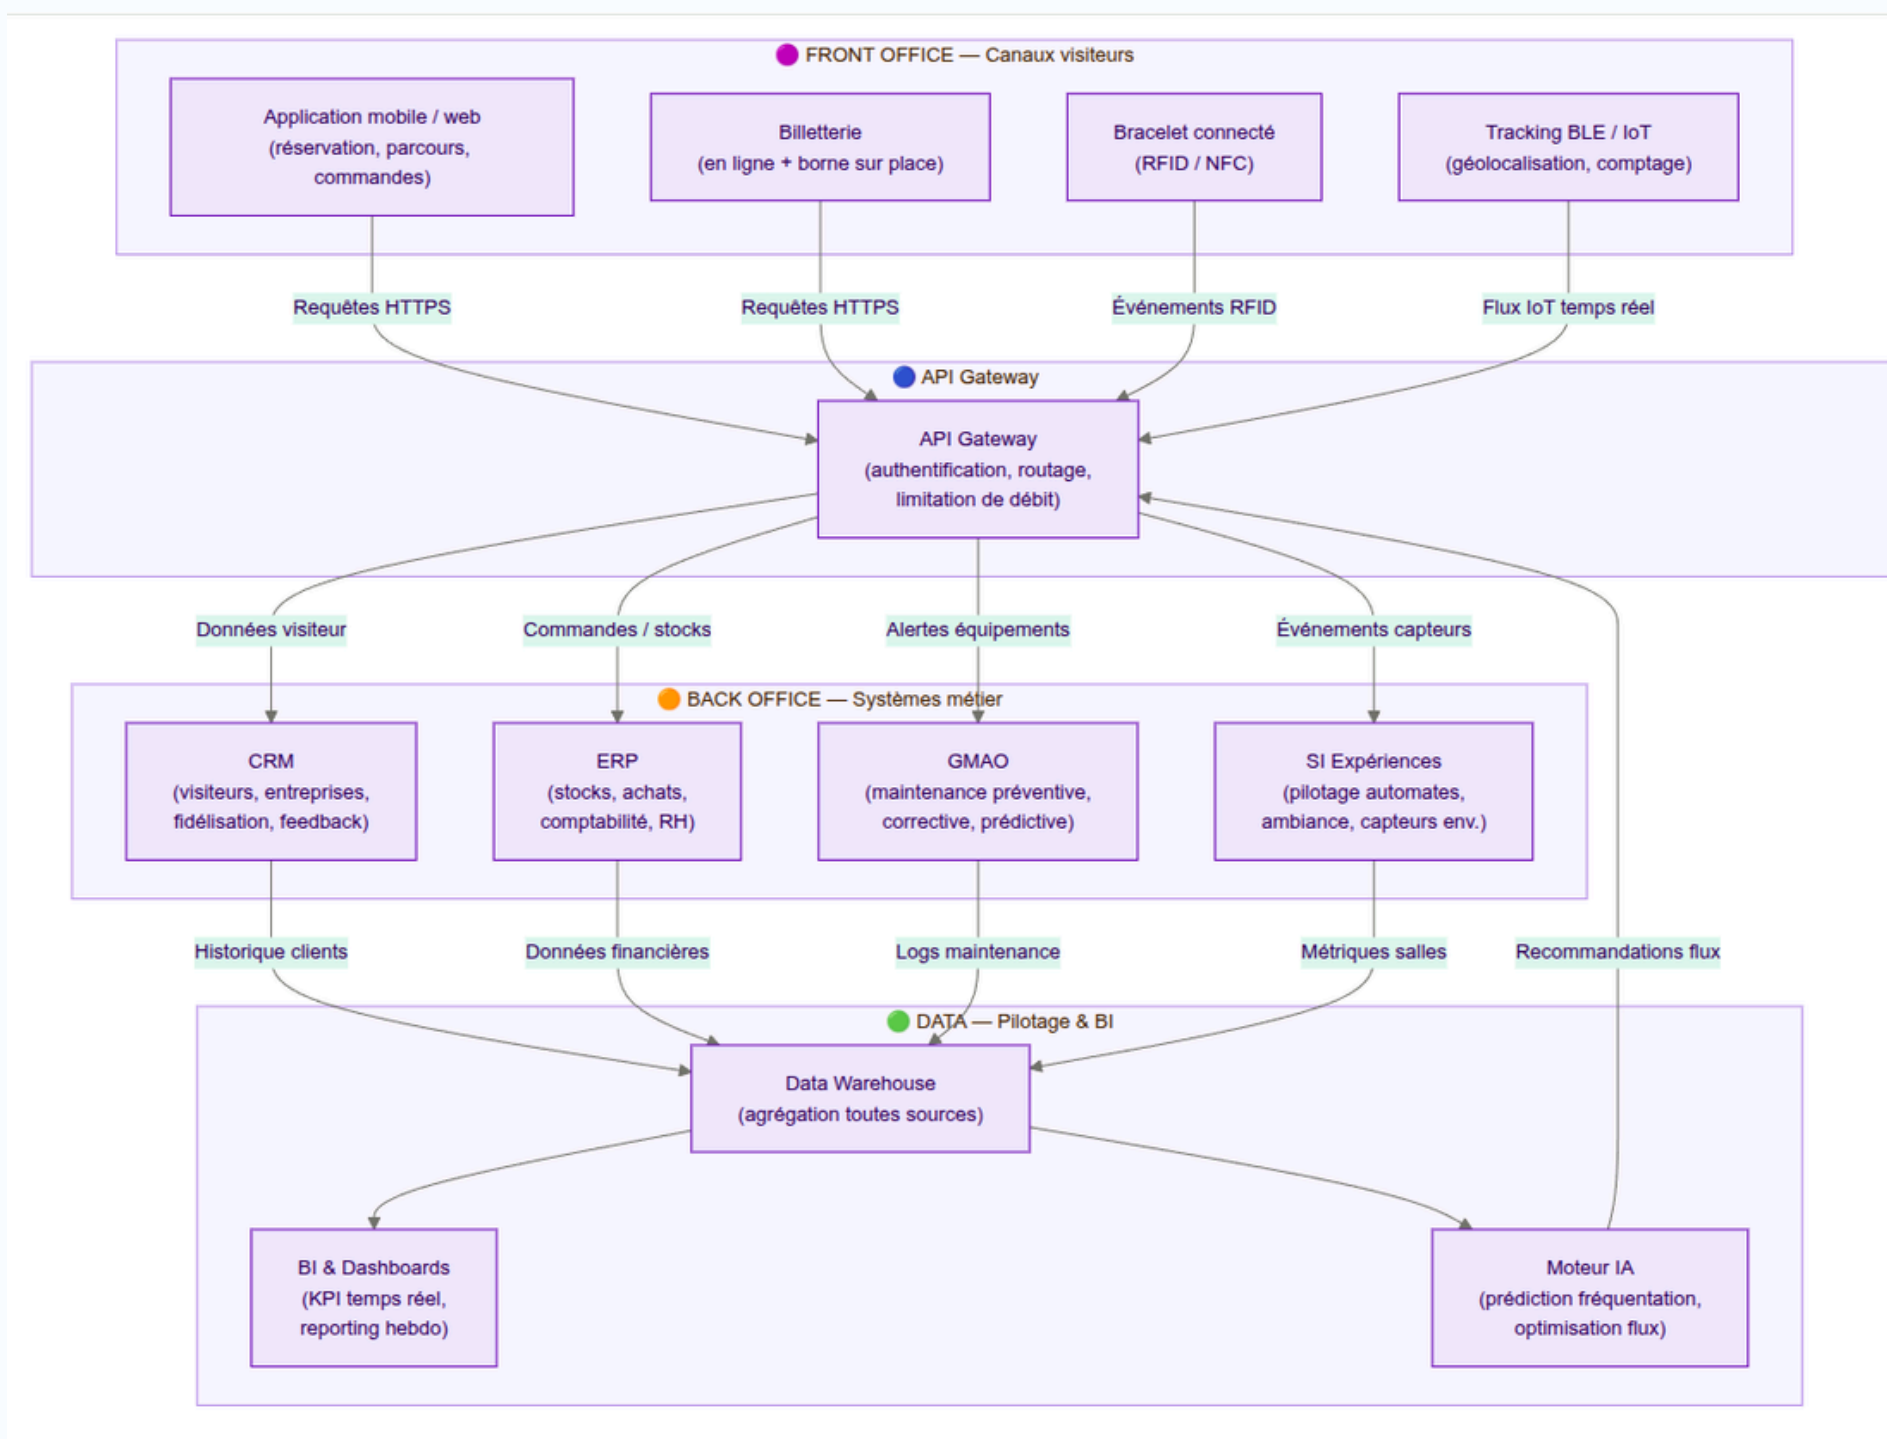 FRONT OFFICE — Canaux visiteurs
Application mobile / web
(réservation, parcours,
commandes)
Billetterie
(en ligne + borne sur place)
Bracelet connecté
(RFID / NFC)
Tracking BLE / IoT
(géolocalisation, comptage)
Requêtes HTTPS
Requêtes HTTPS
Événements RFID
Flux IoT temps réel
API Gateway
API Gateway
(authentification, routage,
limitation de débit)
Données visiteur
Commandes / stocks
Alertes équipements
Événements capteurs
BACK OFFICE — Systèmes métier
CRM
(visiteurs, entreprises,
fidélisation, feedback)
ERP
(stocks, achats,
comptabilité, RH)
GMAO
(maintenance préventive,
corrective, prédictive)
SI Expériences
(pilotage automates,
ambiance, capteurs env.)
Historique clients
Données financières
Logs maintenance
Métriques salles
Recommandations flux
DATA — Pilotage & BI
Data Warehouse
(agrégation toutes sources)
BI & Dashboards
(KPI temps réel,
reporting hebdo)
Moteur IA
(prédiction fréquentation,
optimisation flux)